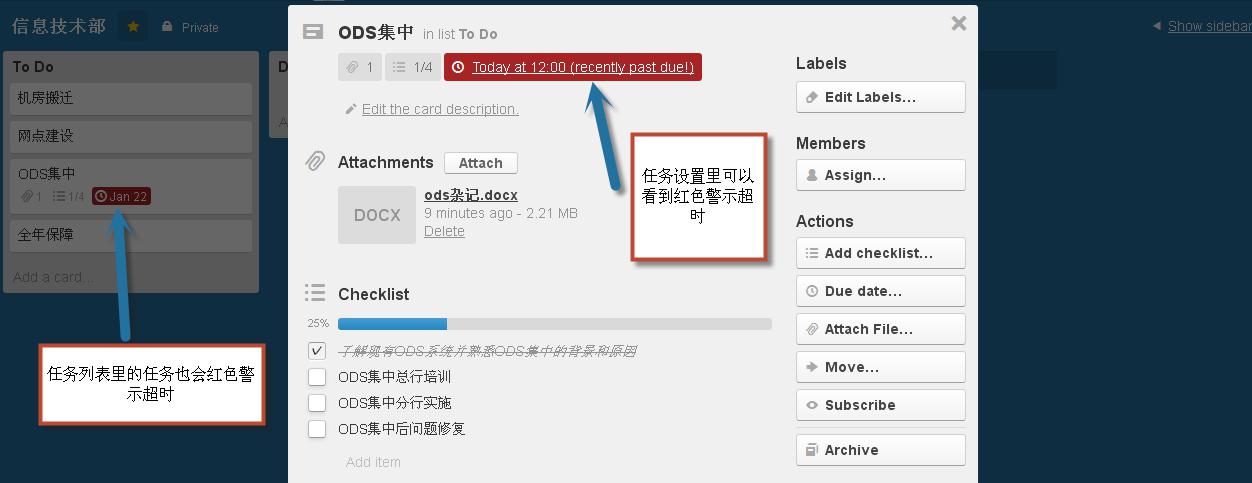 信息技术部 Private
Show sidebar
To Do
D
机房搬迁
网点建设
ODS集中
1 1/4 Jan 22
全年保障
Add a card...
A
任务列表里的任务也会红色警
示超时
ODS集中 in list To Do
1 1/4 Today at 12:00 (recently past due!)
Edit the card description.
任务设置里可以
看到红色警示超
时
Attachments Attach
DOCX
ods杂记.docx
9 minutes ago - 2.21 MB
Delete
Checklist
25%
了解现有ODS系统并熟悉ODS集中的背景和原因
ODS集中总行培训
ODS集中分行实施
ODS集中后问题修复
Add item
Labels
Edit Labels...
Members
Assign...
Actions
Add checklist...
Due date...
Attach File...
Move...
Subscribe
Archive